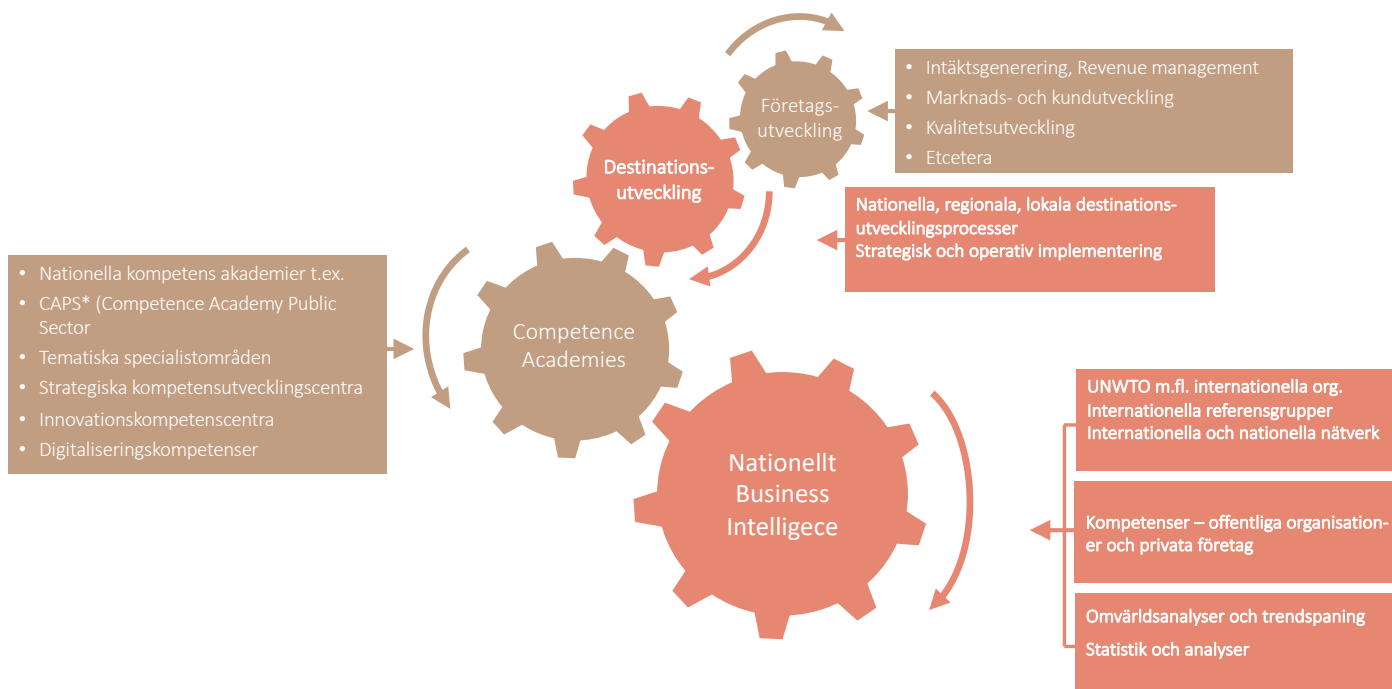 Företags-
utveckling
• Intäktsgenerering, Revenue management
• Marknads- och kundutveckling
• Kvalitetsutveckling
• Etcetera
Destinations-
utveckling
Nationella, regionala, lokala destinations-
utvecklingsprocesser
Strategisk och operativ implementering
• Nationella kompetens akademier t.ex.
• CAPS* (Competence Academy Public
Sector
• Tematiska specialistområden
• Strategiska kompetensutvecklingscentra
• Innovationskompetenscentra
• Digitaliseringskompetenser
Competence
Academies
Nationellt
Business
Intelligece
UNWTO m.fl. internationella org.
Internationella referensgrupper
Internationella och nationella nätverk
Kompetenser – offentliga organisation-
er och privata företag
Omvärldsanalyser och trendspaning
Statistik och analyser